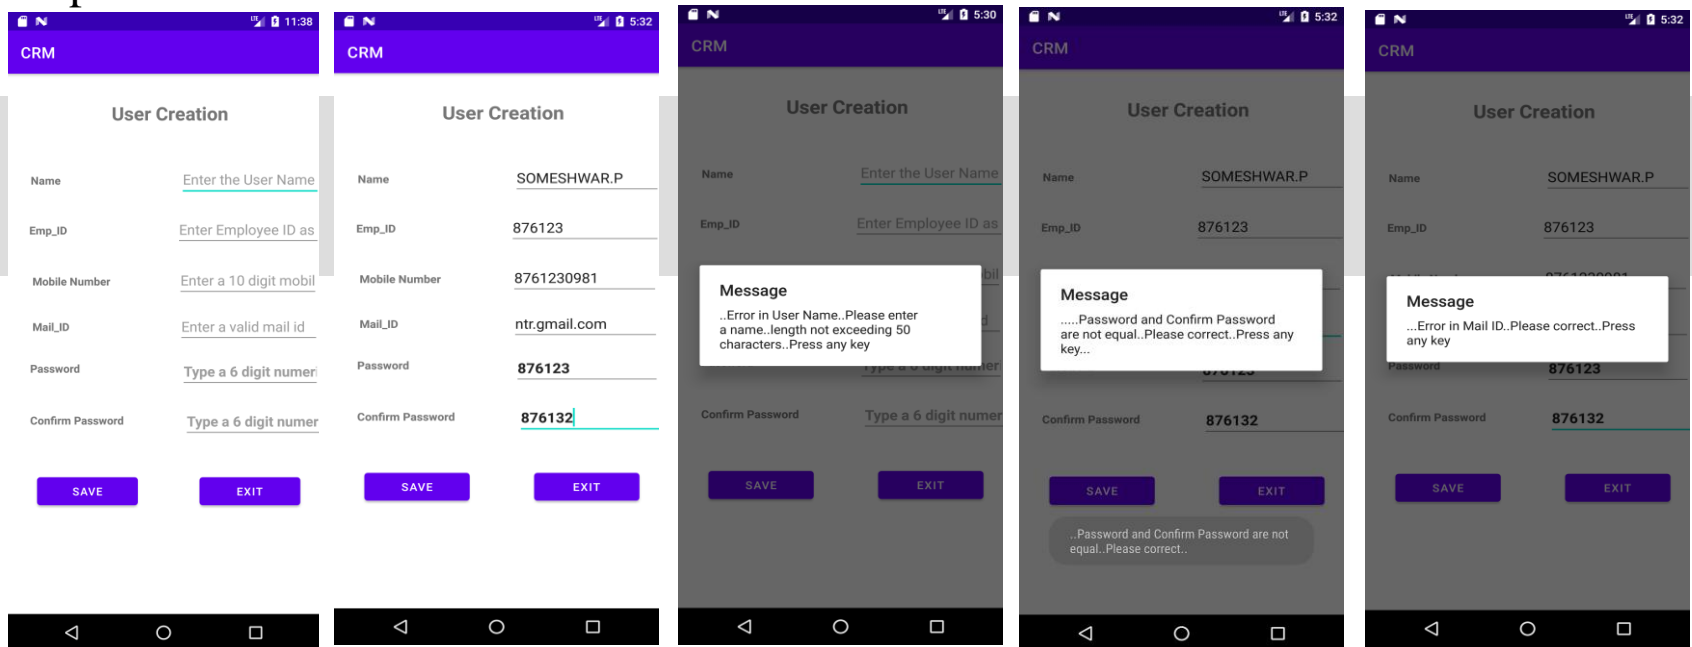 11:38
CRM
User Creation
Name Enter the User Name
Emp_ID Enter Employee ID as
Mobile Number Enter a 10 digit mobil
Mail_ID Enter a valid mail id
Password Type a 6 digit numeri
Confirm Password Type a 6 digit numer
SAVE EXIT
5:32
CRM
User Creation
Name SOMESHWAR.P
Emp_ID 876123
Mobile Number 8761230981
Mail_ID ntr.gmail.com
Password 876123
Confirm Password 876132
SAVE EXIT
5:30
CRM
User Creation
Name Enter the User Name
Emp_ID Enter Employee ID as
Message
..Error in User Name..Please enter
a name..length not exceeding 50
characters..Press any key
Type a 6 digit numer
Confirm Password Type a 6 digit numer
SAVE EXIT
5:32
CRM
User Creation
Name SOMESHWAR.P
Emp_ID 876123
Message
.....Password and Confirm Password
are not equal..Please correct..Press any
key...
876123
Confirm Password 876132
SAVE EXIT
..Password and Confirm Password are not
equal..Please correct..
5:32
CRM
User Creation
Name SOMESHWAR.P
Emp_ID 876123
Mobile Number 8761230981
Message
...Error in Mail ID..Please correct..Press
any key
Password 876123
Confirm Password 876132
SAVE EXIT